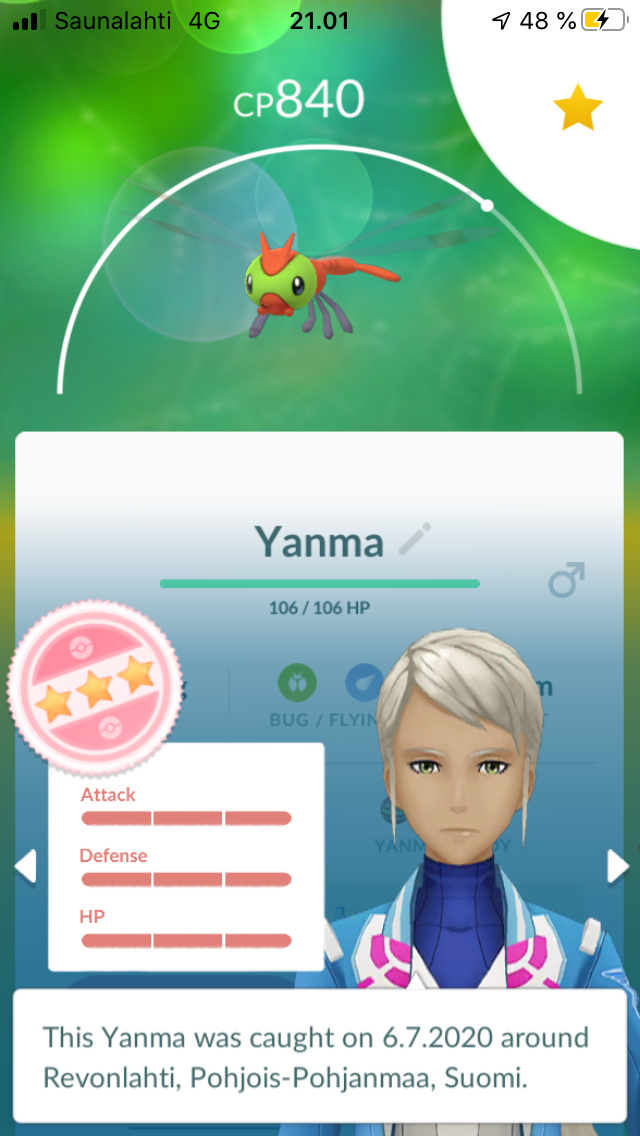 Saunalahti 4G 21.01 48 %
CP840
Yanma
106 / 106 HP
BUG /
Attack
Defense
HP
This Yanma was caught on 6.7.2020 around
Revonlahti, Pohjois-Pohjanmaa, Suomi.